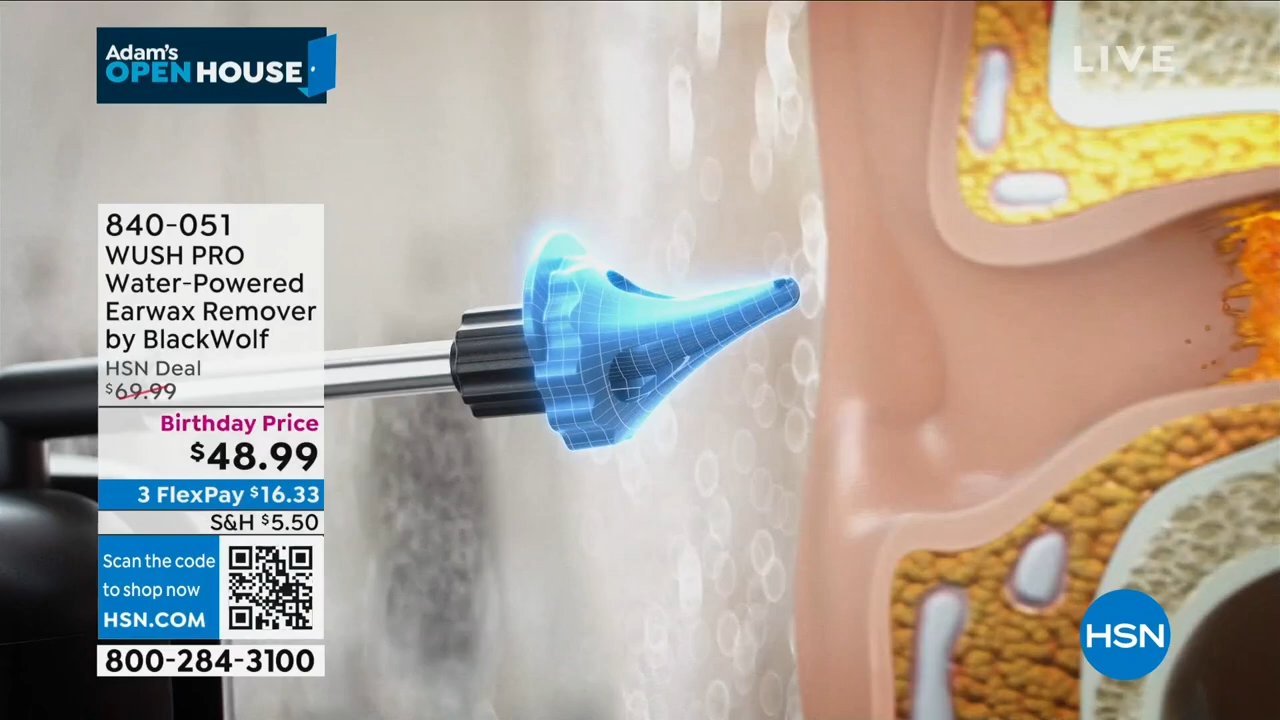 Adam's
OPEN HOUSE
LIVE
840-051
WUSH PRO
Water-Powered
Earwax Remover
by BlackWolf
HSN Deal
$69.99
Birthday Price
$48.99
3 FlexPay $16.33
S&H $5.50
Scan the code
to shop now
HSN.COM
800-284-3100
HSN